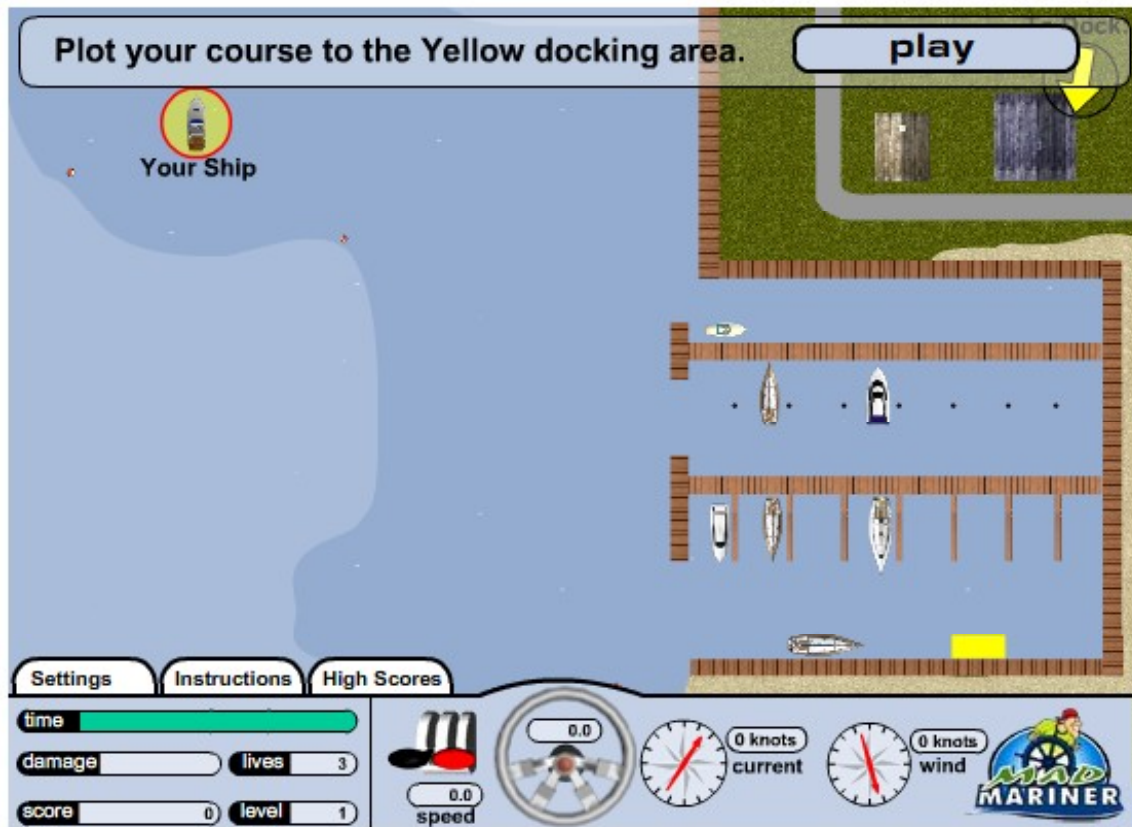 Dock
Plot your course to the Yellow docking area.
play
Your Ship
Settings
Instructions
High Scores
time
damage
lives 3
score 0
level 1
0.0
speed
0.0
0 knots
current
0 knots
wind
MAD
MARINER